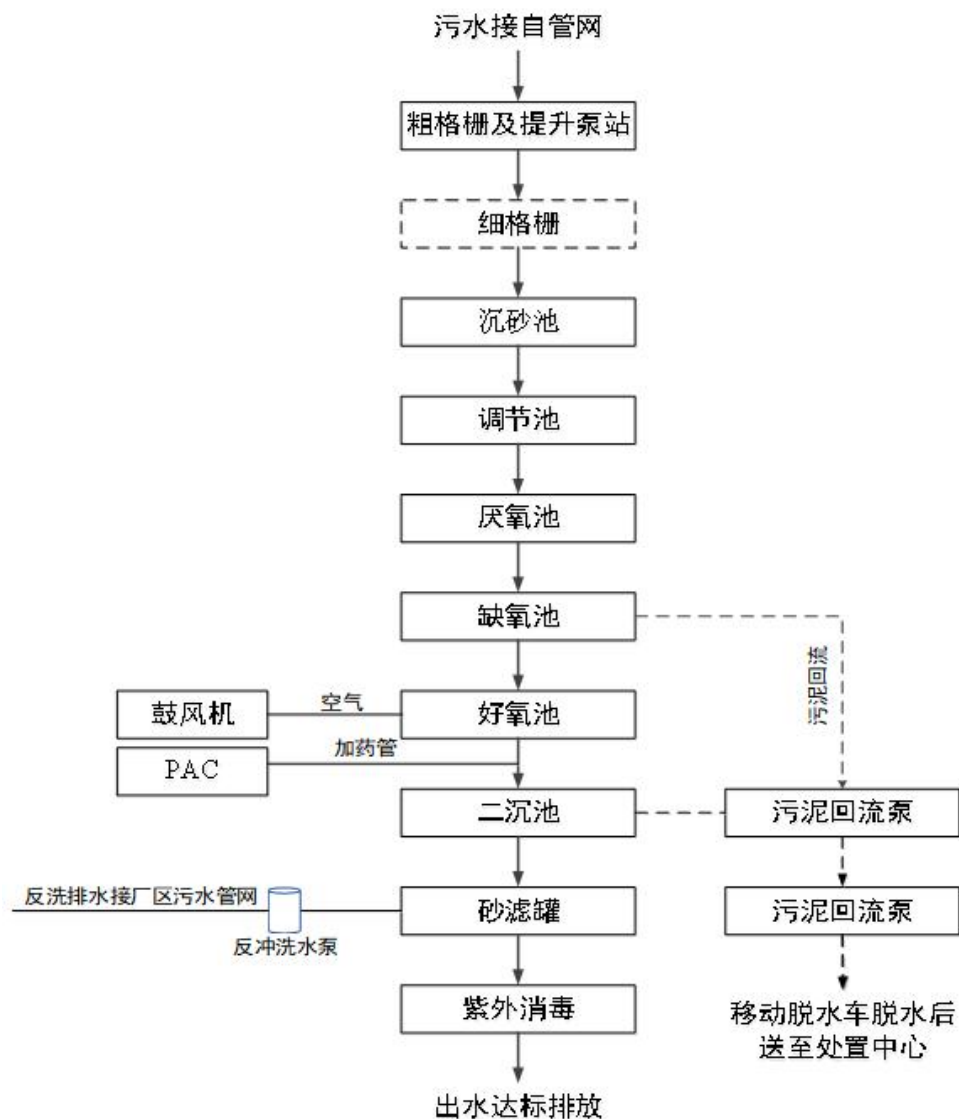 污水接自管网
粗格栅及提升泵站
细格栅
沉砂池
调节池
厌氧池
缺氧池
污泥回流
鼓风机
空气
好氧池
PAC
加药管
二沉池
污泥回流泵
反洗排水接厂区污水管网
反冲洗水泵
砂滤罐
污泥回流泵
紫外消毒
移动脱水车脱水后
送至处置中心
出水达标排放